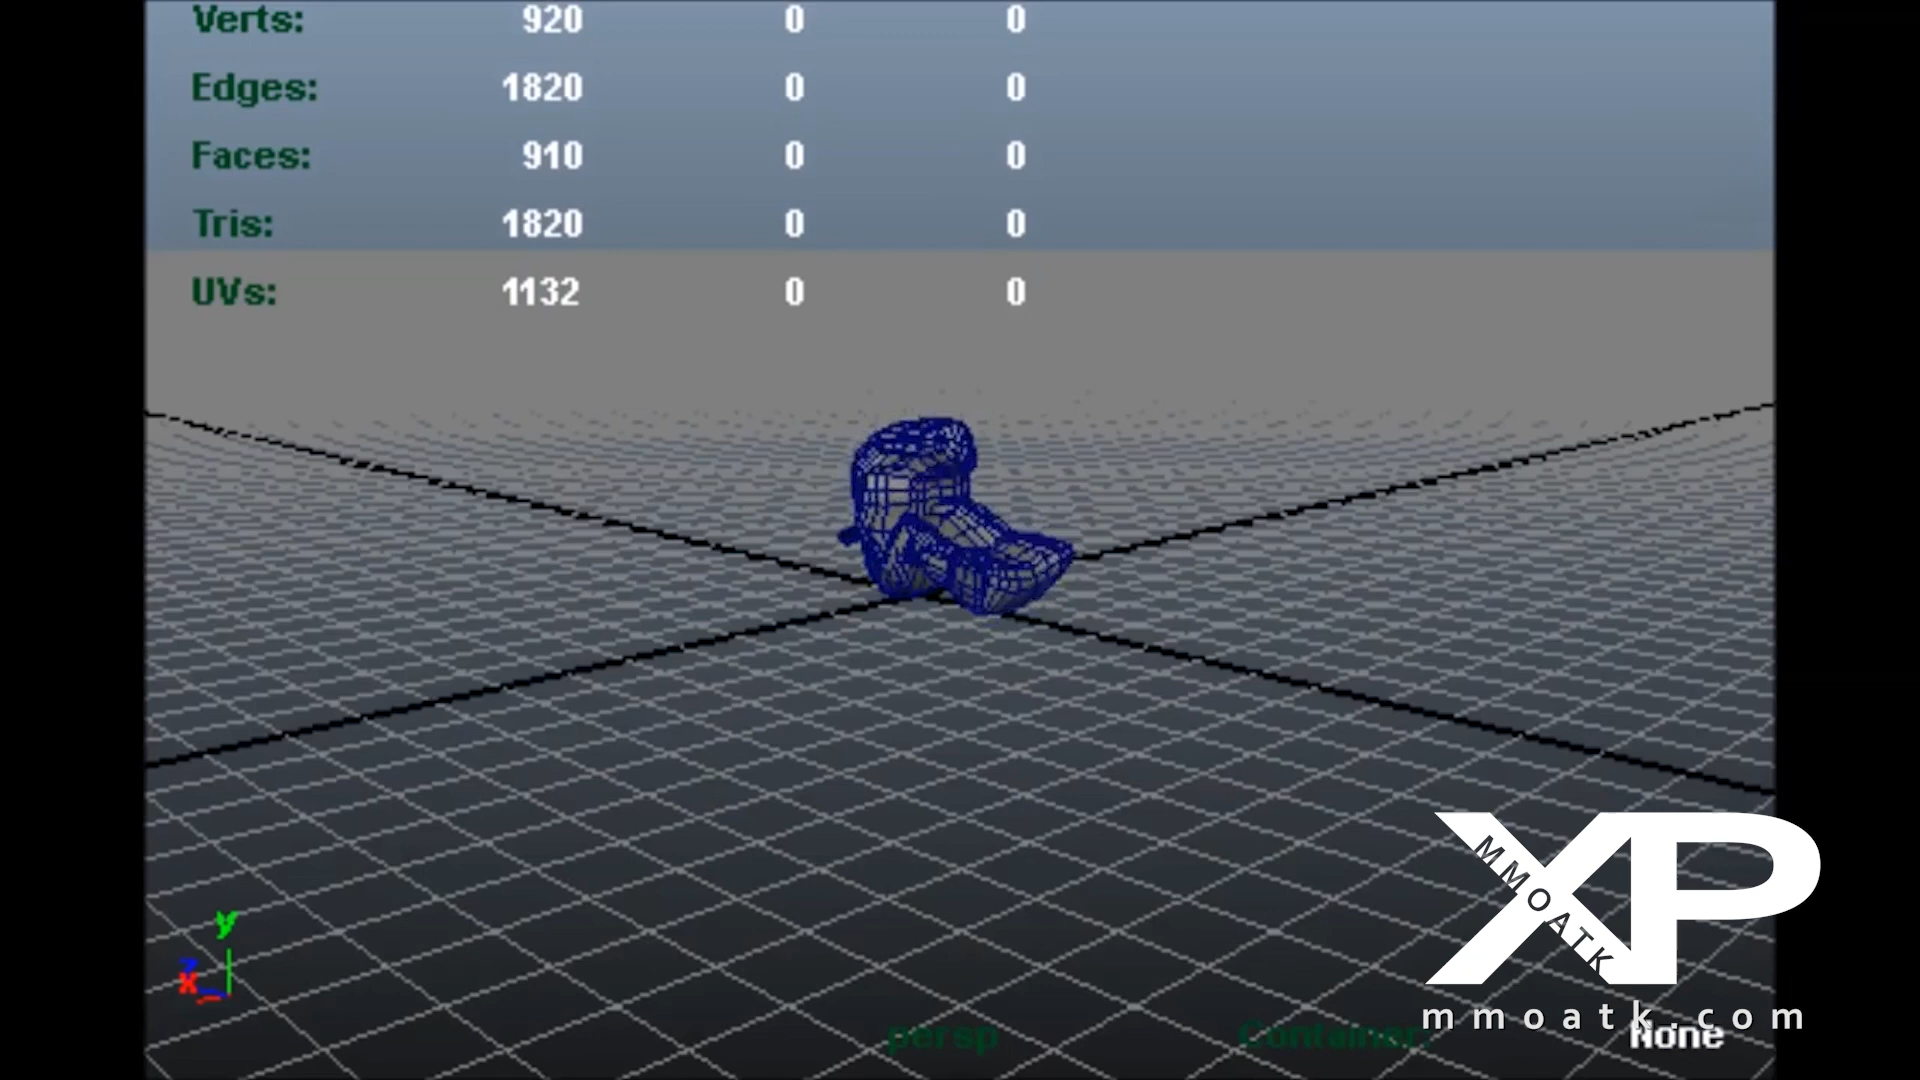 Verts: 920 0 0
Edges: 1820 0 0
Faces: 910 0 0
Tris: 1820 0 0
UVs: 1132 0 0
XP
MMOATK
y
z
x
mmoatk.com
persp Container: None